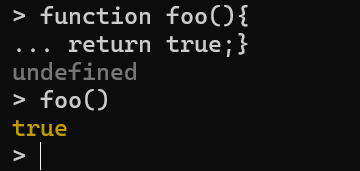 > function foo(){
... return true;}
undefined
> foo()
true
>